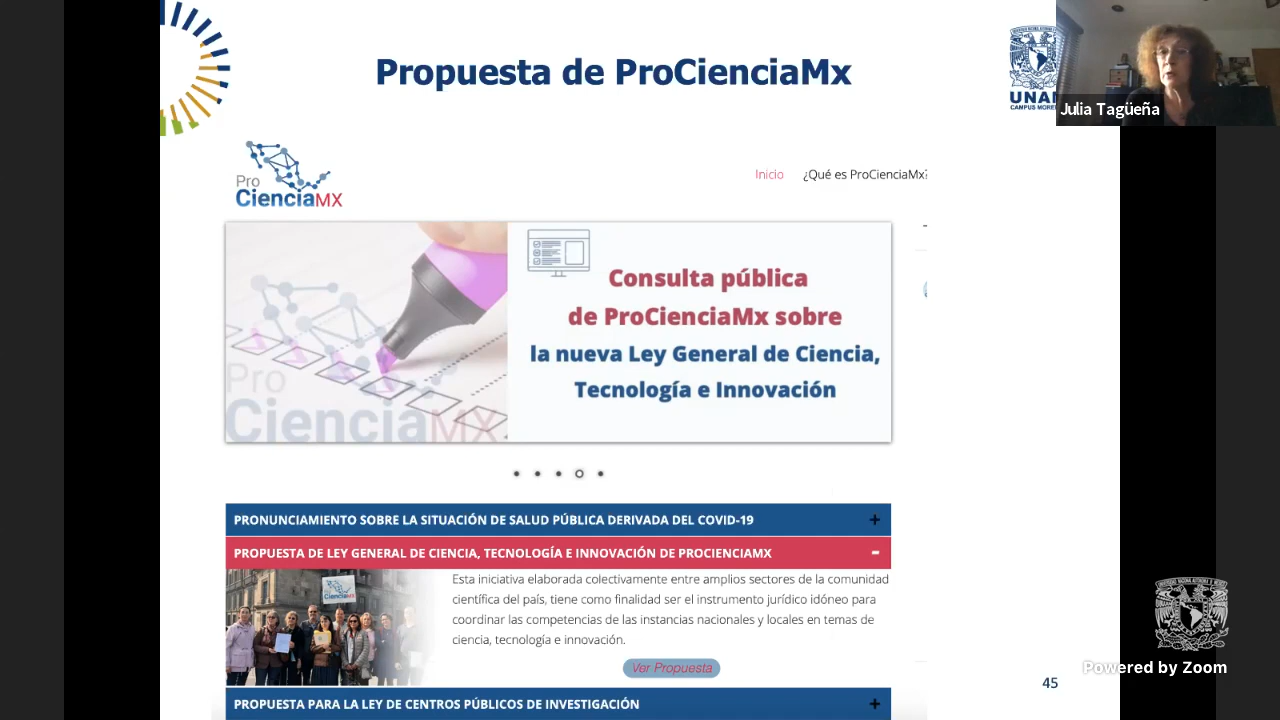 Propuesta de ProCienciaMx
UNAM
CAMPUS MORE
Julia Tagüeña
Pro
CienciaMX
Inicio
¿Qué es ProCienciaMx?
Consulta pública
de ProCienciaMx sobre
la nueva Ley General de Ciencia,
Tecnología e Innovación
Pro
CienciaMX
PRONUNCIAMIENTO SOBRE LA SITUACIÓN DE SALUD PÚBLICA DERIVADA DEL COVID-19
PROPUESTA DE LEY GENERAL DE CIENCIA, TECNOLOGÍA E INNOVACIÓN DE PROCIENCIAMX
CienciaMX
Esta iniciativa elaborada colectivamente entre amplios sectores de la comunidad
científica del país, tiene como finalidad ser el instrumento jurídico idóneo para
coordinar las competencias de las instancias nacionales y locales en temas de
ciencia, tecnología e innovación.
Ver Propuesta
PROPUESTA PARA LA LEY DE CENTROS PÚBLICOS DE INVESTIGACIÓN
45
Powered by Zoom